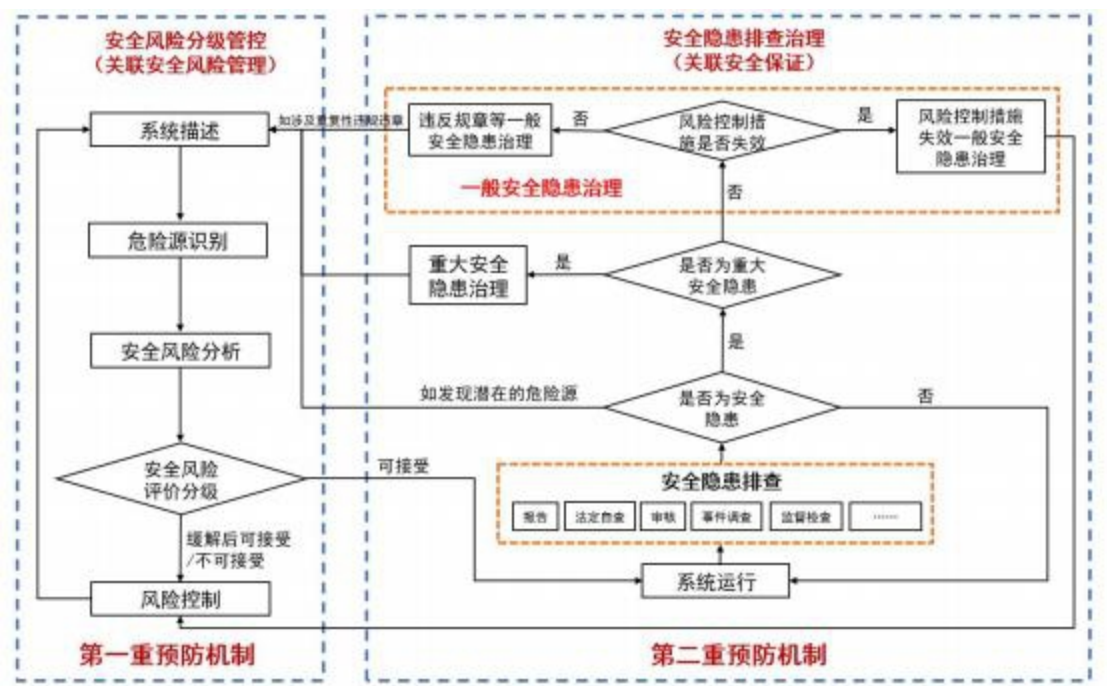 安全风险分级管控
（关联安全风险管理）
系统描述
危险源识别
安全风险分析
安全风险
评价分级
缓解后可接受
/不可接受
风险控制
第一重预防机制
安全隐患排查治理
（关联安全保证）
如涉及重复性违规违章
违反规章等一般
安全隐患治理
否
风险控制措
施是否失效
是
风险控制措施
失效一般安全
隐患治理
一般安全隐患治理
否
重大安全
隐患治理
是
是否为重大
安全隐患
是
如发现潜在的危险源
是否为安全
隐患
否
可接受
安全隐患排查
报告
法定自查
审核
事件调查
监督检查
......
系统运行
第二重预防机制